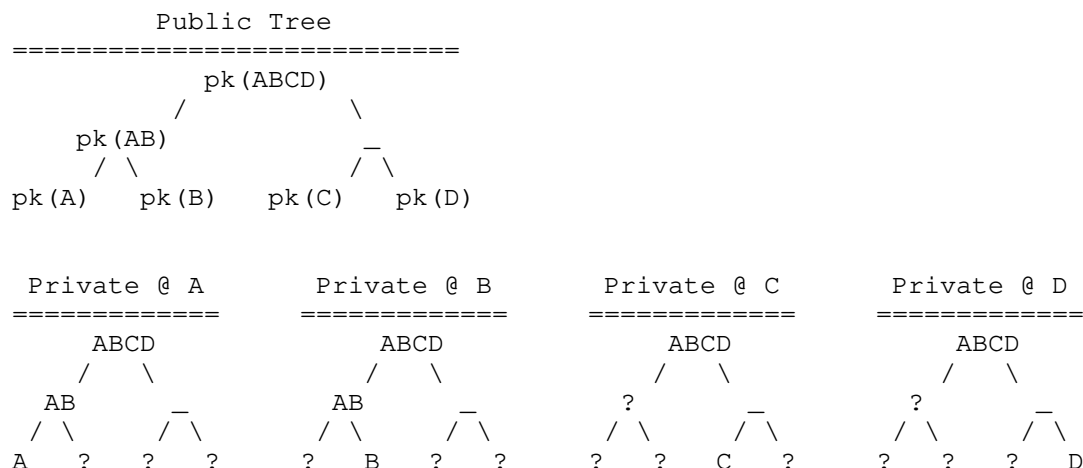 Public Tree
============================
pk(ABCD)
/ \
pk(AB) _
/ \ / \
pk(A) pk(B) pk(C) pk(D)
Private @ A Private @ B Private @ C Private @ D
============= ============= ============= =============
ABCD ABCD ABCD ABCD
/ \ / \ / \ / \
AB _ AB _ ? _ ? _
/ \ / \ / \ / \ / \ / \ / \ / \
A ? ? ? ? B ? ? ? ? C ? ? ? ? D